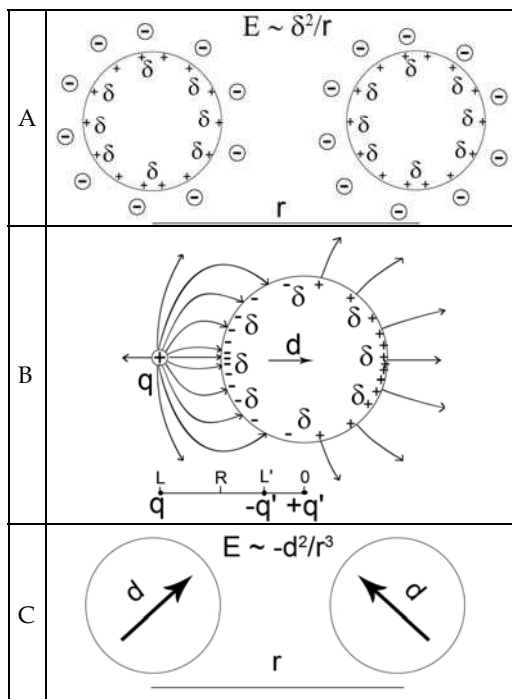 A
E ~ δ²/r
δ δ δ
δ δ
δ δ
δ δ
δ
δ δ δ
δ δ
δ δ
δ δ
δ
r
B
δ
δ δ
d
q δ δ
δ δ
δ
L R L' 0
q -q' +q'
C
E ~ -d²/r³
d d
r